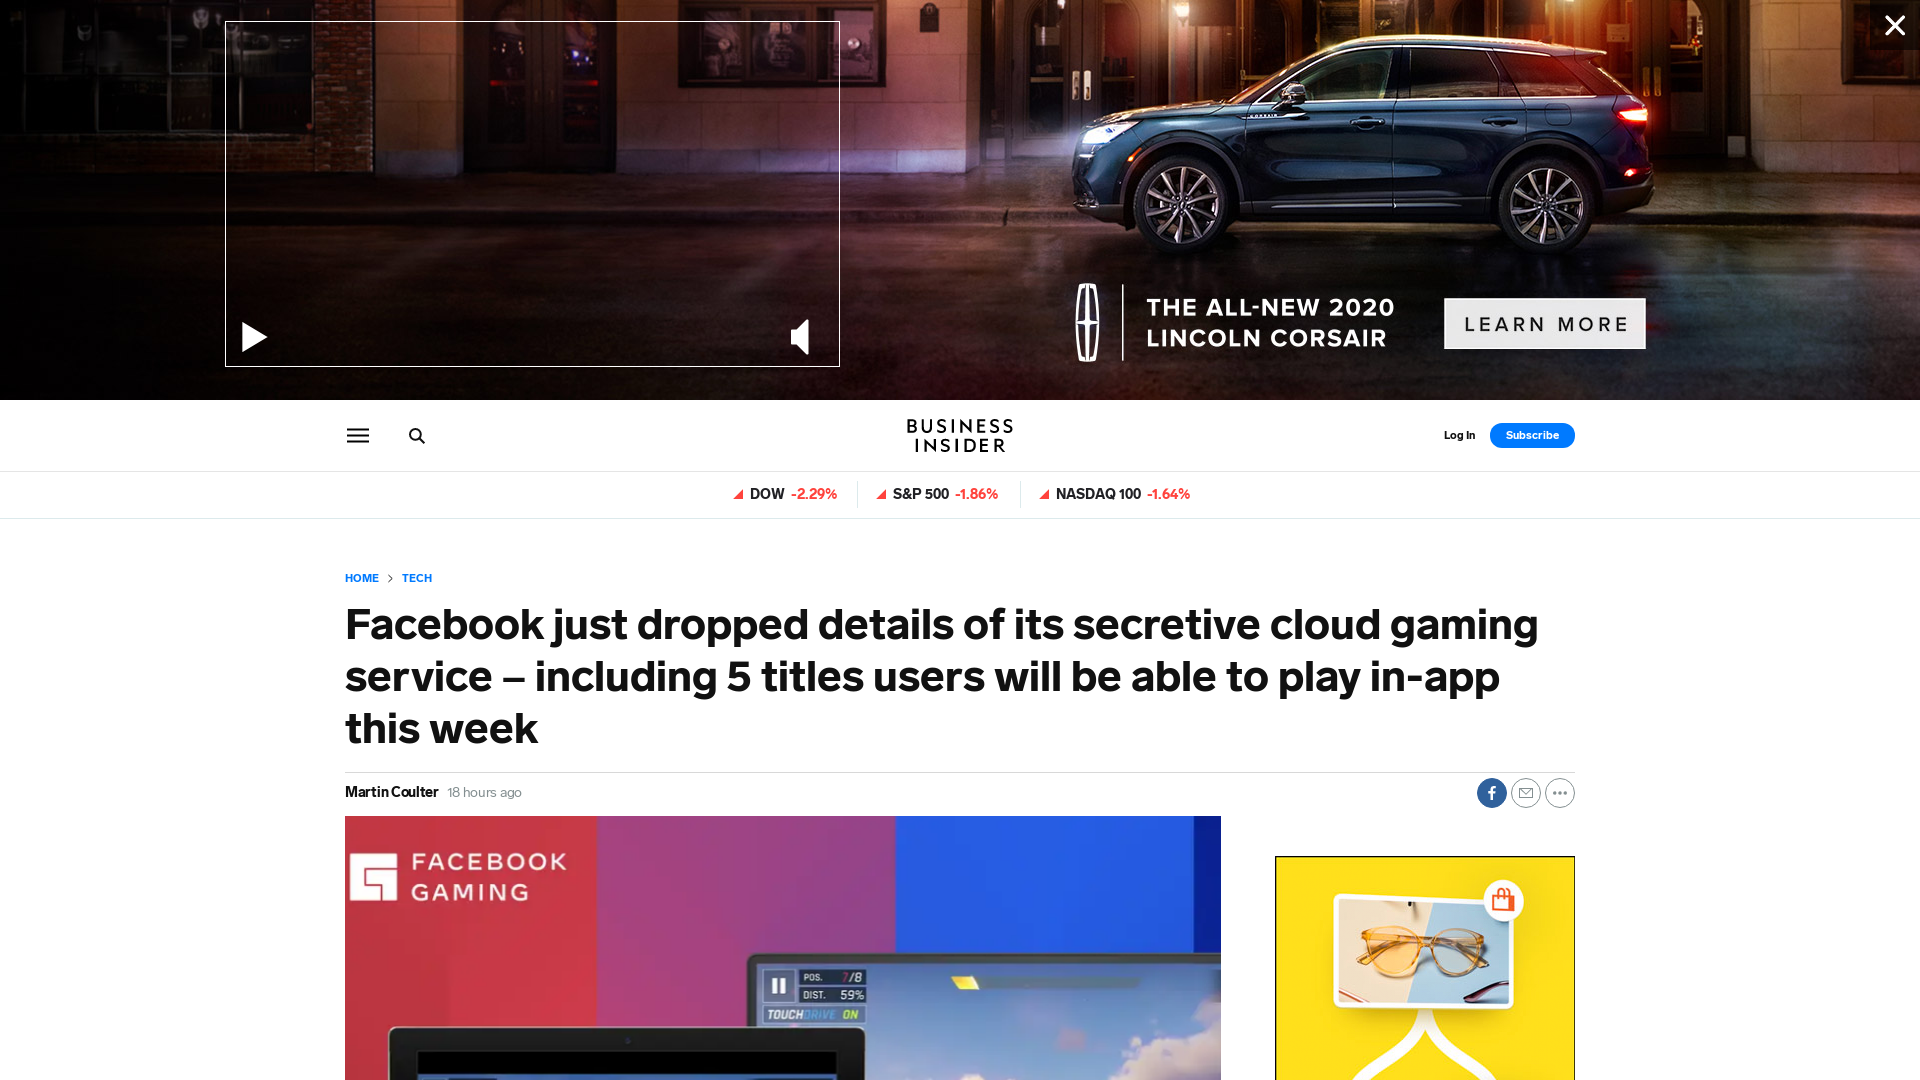 THE ALL-NEW 2020
LINCOLN CORSAIR
LEARN MORE
BUSINESS
INSIDER
Log In
Subscribe
DOW -2.29%
S&P 500 -1.86%
NASDAQ 100 -1.64%
HOME > TECH
Facebook just dropped details of its secretive cloud gaming
service – including 5 titles users will be able to play in-app
this week
Martin Coulter 18 hours ago
FACEBOOK
GAMING
POS. 7/8
DIST. 59%
TOUCHDRIVE ON